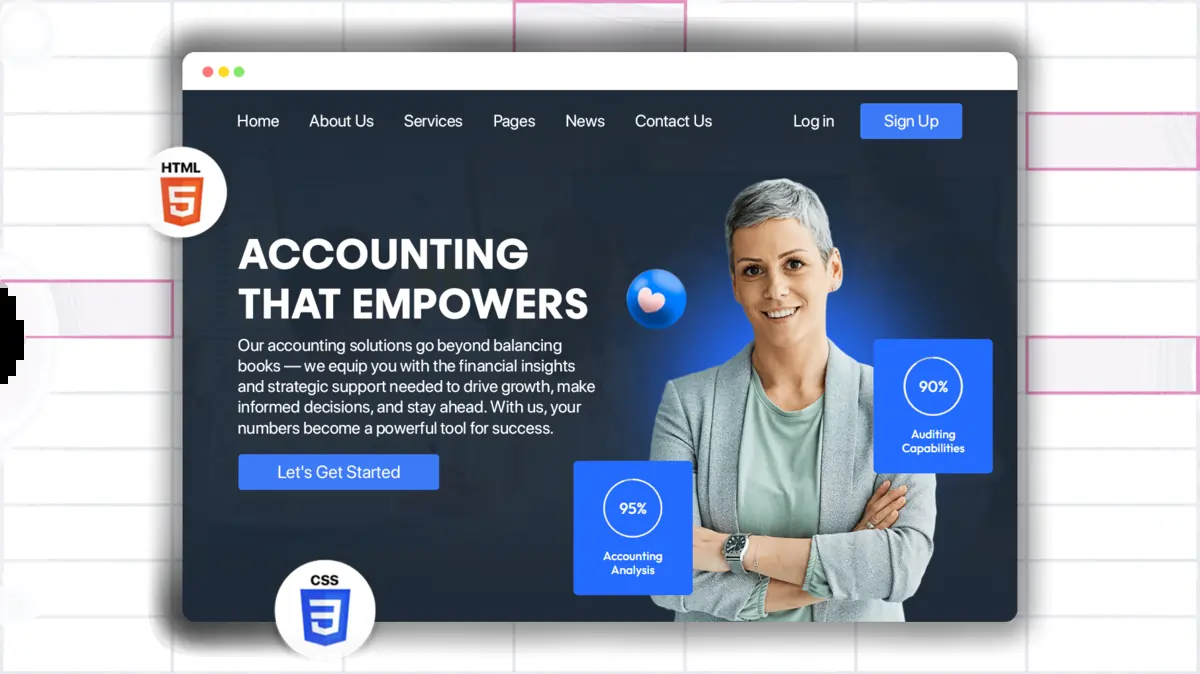 Home About Us Services Pages News Contact Us Log in Sign Up
HTML
5
ACCOUNTING
THAT EMPOWERS
Our accounting solutions go beyond balancing
books — we equip you with the financial insights
and strategic support needed to drive growth, make
informed decisions, and stay ahead. With us, your
numbers become a powerful tool for success.
Let's Get Started
90%
Auditing
Capabilities
95%
Accounting
Analysis
CSS
3